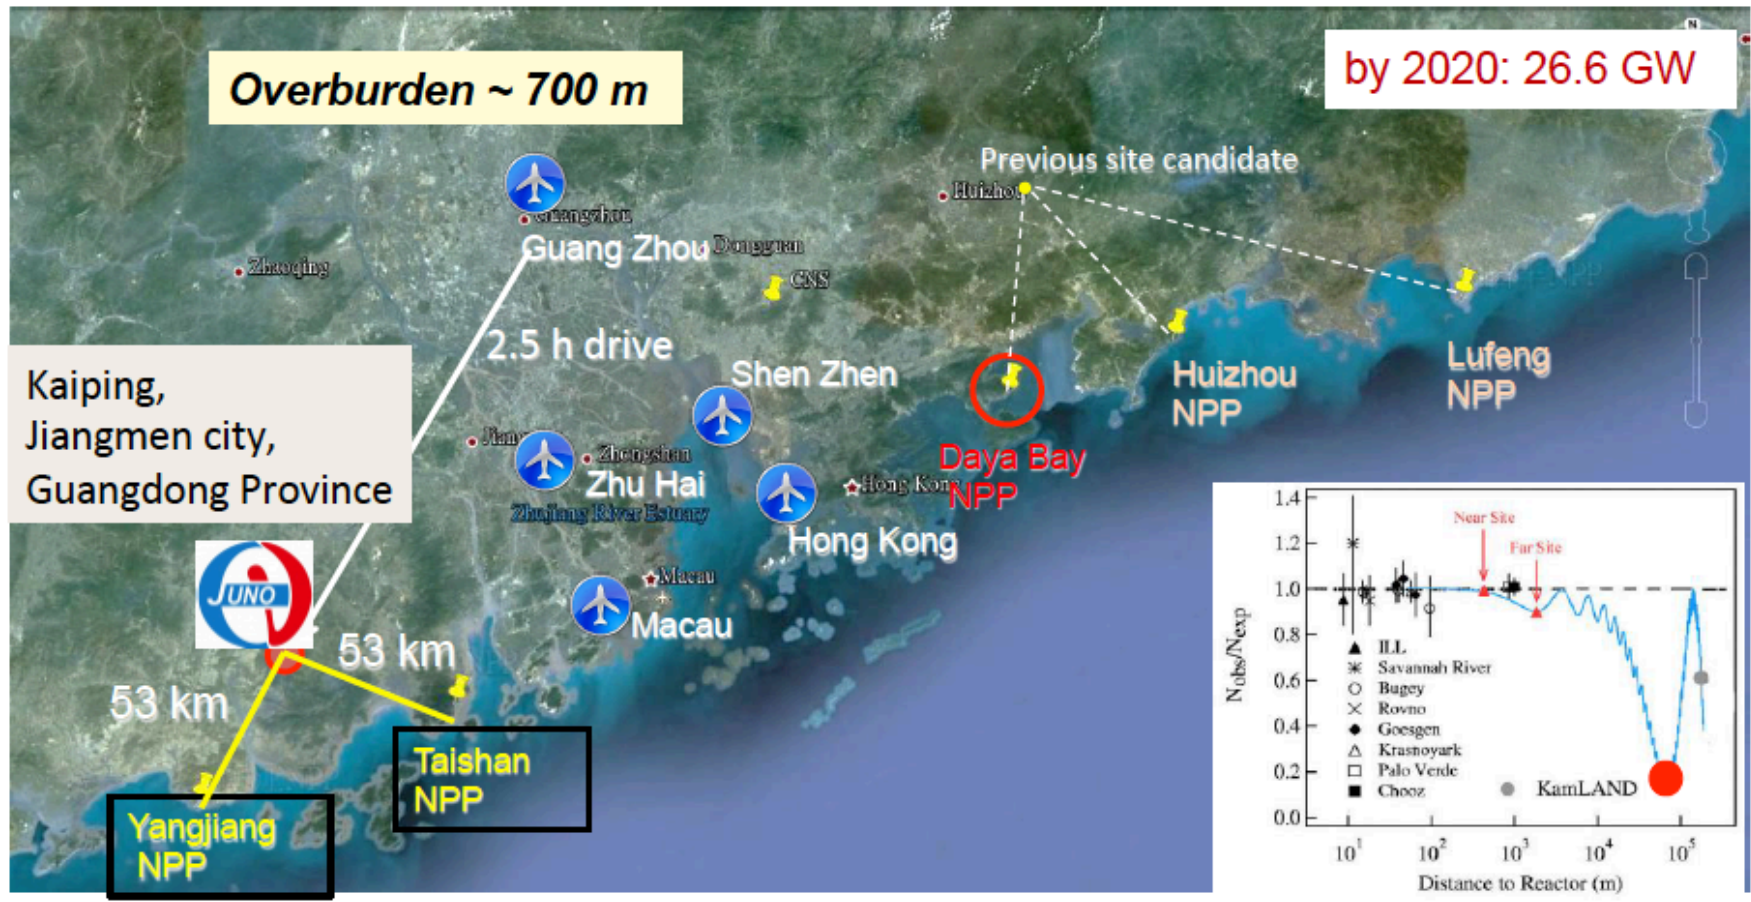 N
Overburden ~ 700 m
by 2020: 26.6 GW
Previous site candidate
Huizhou
Guangzhou
Guang Zhou
Dongguan
Zhaoqing
CNS
2.5 h drive
Kaiping,
Jiangmen city,
Guangdong Province
Shen Zhen
Huizhou
NPP
Lufeng
NPP
Zhongshan
Zhu Hai
Zhujiang River Estuary
Hong Kong
Hong Kong
Daya Bay
NPP
JUNO
Macau
Macau
53 km
53 km
Taishan
NPP
Yangjiang
NPP
Near Site
Far Site
Nobs/Nexp
1.4
1.2
1.0
0.8
0.6
0.4
0.2
0.0
ILL
Savannah River
Bugey
Rovno
Goesgen
Krasnoyark
Palo Verde
Chooz
KamLAND
10¹ 10² 10³ 10⁴ 10⁵
Distance to Reactor (m)